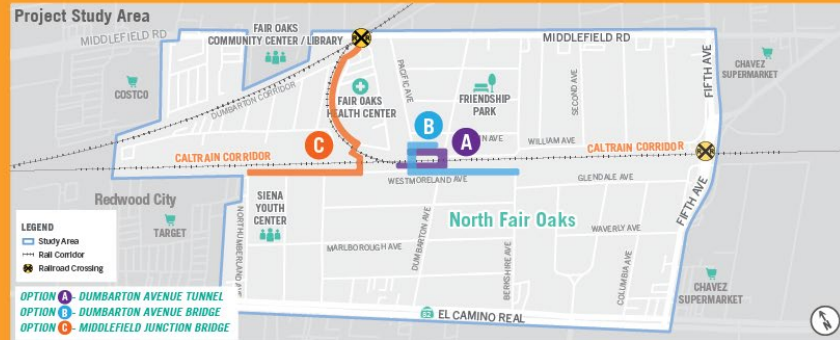 Project Study Area
MIDDLEFIELD RD
FAIR OAKS
COMMUNITY CENTER / LIBRARY
MIDDLEFIELD RD
COSTCO
DUMBARTON CORRIDOR
PACIFIC AVE
FAIR OAKS
HEALTH CENTER
FRIENDSHIP
PARK
SECOND AVE
FIFTH AVE
CHAVEZ
SUPERMARKET
B
A
C
WILLIAM AVE
CALTRAIN CORRIDOR
CALTRAIN CORRIDOR
WESTMORELAND AVE
GLENDALE AVE
Redwood City
TARGET
NORTHUMBERLAND AVE
SIENA
YOUTH
CENTER
DUMBARTON AVE
North Fair Oaks
FIFTH AVE
WAVERLY AVE
MARLBOROUGH AVE
BERKSHIRE AVE
COLUMBIA AVE
CHAVEZ
SUPERMARKET
EL CAMINO REAL
82
LEGEND
Study Area
Rail Corridor
Railroad Crossing
OPTION A - DUMBARTON AVENUE TUNNEL
OPTION B - DUMBARTON AVENUE BRIDGE
OPTION C - MIDDLEFIELD JUNCTION BRIDGE